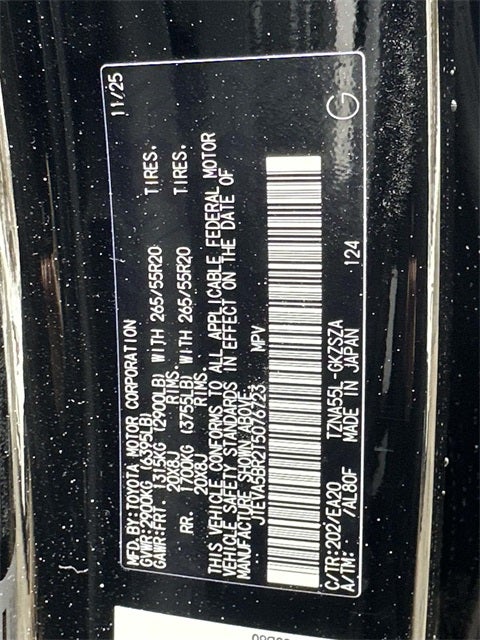 MFD.BY:TOYOTA MOTOR CORPORATION 11/25
GVWR:2900KG (6395LB)
GAWR:FRT. 1315KG (2900LB) WITH 265/55R20 TIRES.
20X8J RIMS.
RR. 1700KG (3755LB) WITH 265/55R20 TIRES.
20X8J RIMS.
THIS VEHICLE CONFORMS TO ALL APPLICABLE FEDERAL MOTOR
VEHICLE SAFETY STANDARDS IN EFFECT ON THE DATE OF
MANUFACTURE SHOWN ABOVE.
JTEVA5BR2T5076723 MPV
G
C/TR:202/EA20 TZNA55L-GKZSZA 124
A/TM: /AL80F MADE IN JAPAN